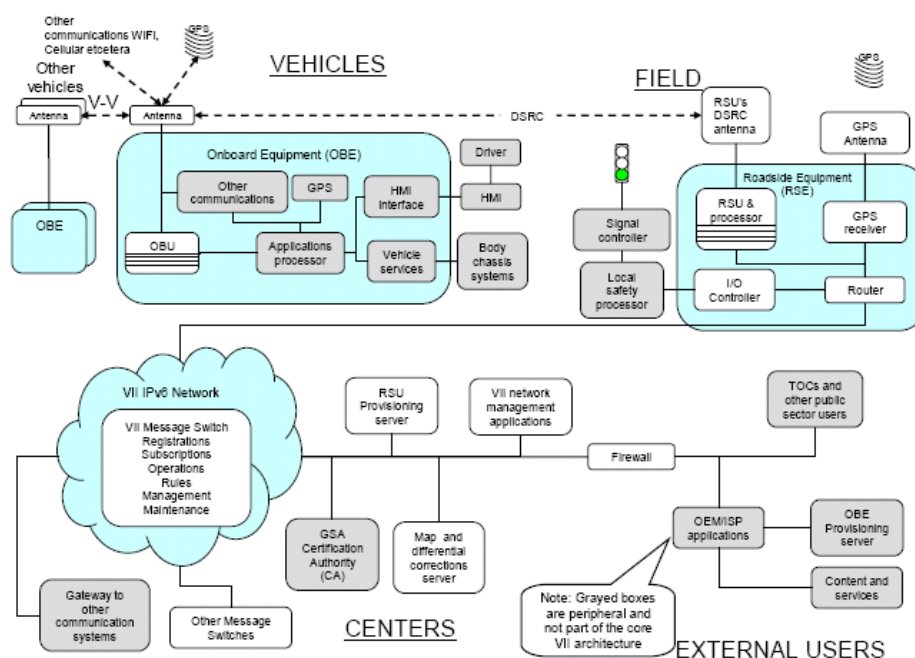 Other
communications WIFI,
Cellular etcetera
GPS
VEHICLES
FIELD
GPS
Other
vehicles
V-V
Antenna
Antenna
DSRC
RSU's
DSRC
antenna
GPS
Antenna
Onboard Equipment (OBE)
Driver
Roadside Equipment
(RSE)
Other
communications
GPS
HMI
Interface
HMI
OBE
OBU
Applications
processor
Vehicle
services
Body
chassis
systems
Signal
controller
RSU &
processor
GPS
receiver
Local
safety
processor
I/O
Controller
Router
VII IPv6 Network
VII Message Switch
Registrations
Subscriptions
Operations
Rules
Management
Maintenance
RSU
Provisioning
server
VII network
management
applications
TOCs and
other public
sector users
Firewall
GSA
Certification
Authority
(CA)
Map and
differential
corrections
server
OEM/ISP
applications
OBE
Provisioning
server
Content and
services
Gateway to
other
communication
systems
Other Message
Switches
CENTERS
Note: Grayed boxes
are peripheral and
not part of the core
VII architecture
EXTERNAL USERS